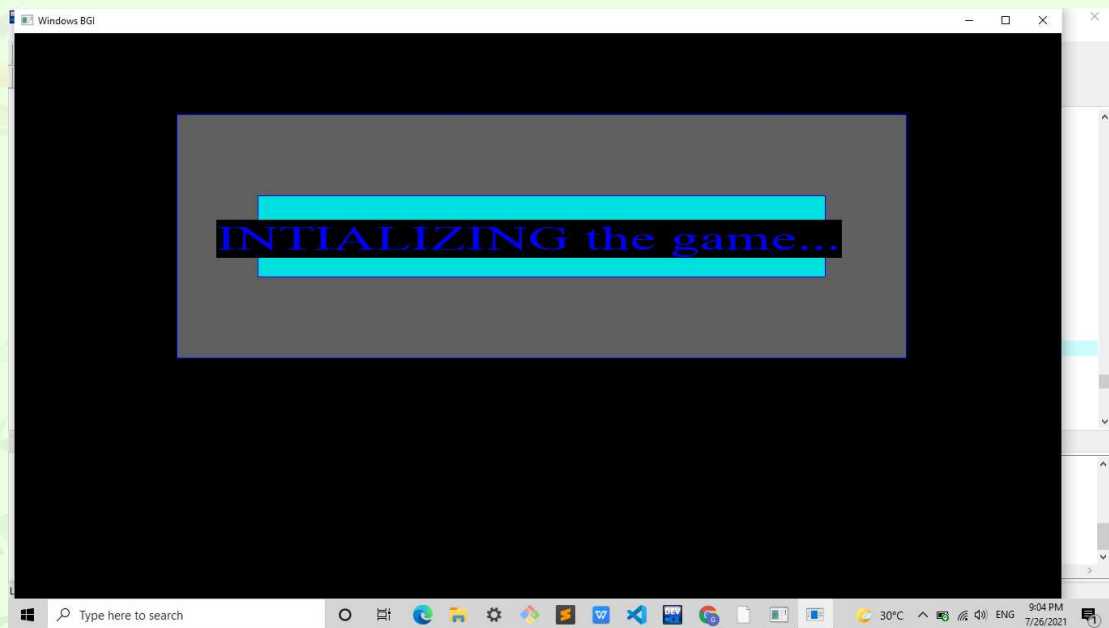 Windows BGI
INTIALIZING the game...
Type here to search
30°C
ENG
9:04 PM
7/26/2021